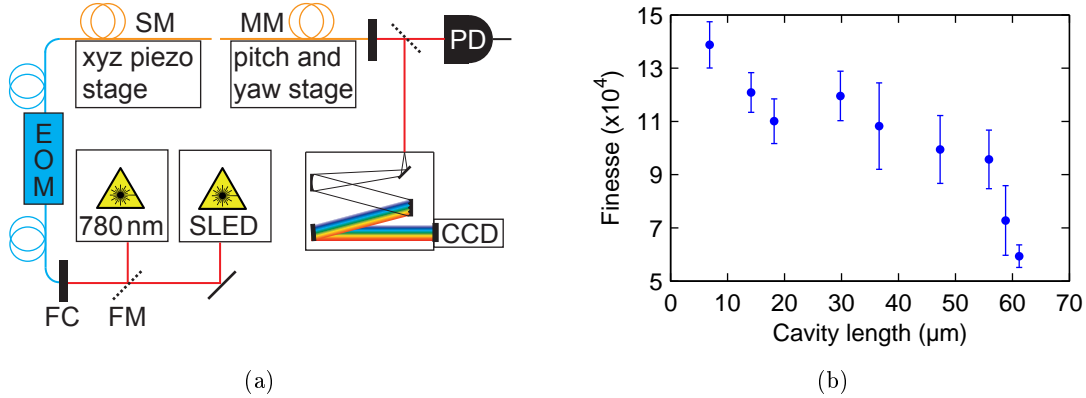 SM
MM
PD
xyz piezo
stage
pitch and
yaw stage
EOM
780 nm
SLED
CCD
FC
FM
(a)
Finesse (x10⁴)
15
13
11
9
7
5
0
10
20
30
40
50
60
70
Cavity length (µm)
(b)